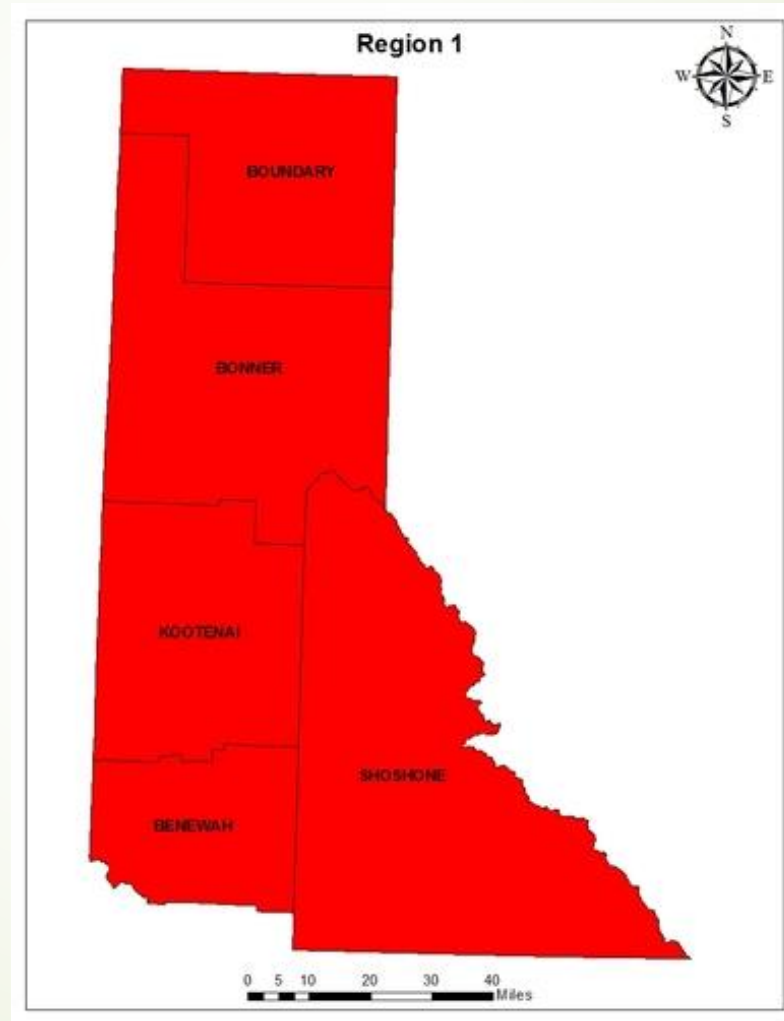 Region 1
N
W E
S
BOUNDARY
BONNER
KOOTENAI
SHOSHONE
BENEWAH
0 5 10 20 30 40
Miles